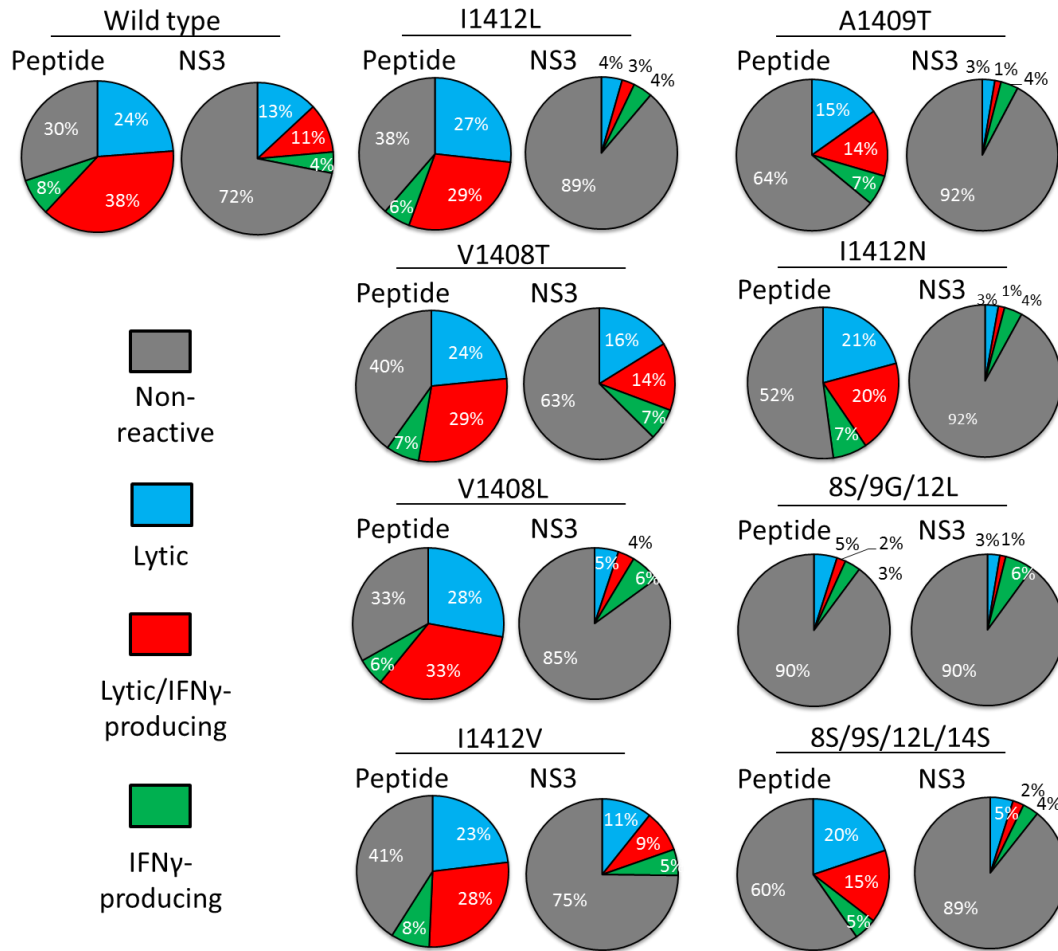 Wild type
Peptide NS3
24%
38%
8%
30%
13%
11%
4%
72%
Non-
reactive
Lytic
Lytic/IFNγ-
producing
IFNγ-
producing
I1412L
Peptide NS3
27%
29%
6%
38%
4%
3%
4%
89%
V1408T
Peptide NS3
24%
29%
7%
40%
16%
14%
7%
63%
V1408L
Peptide NS3
28%
33%
6%
33%
5%
4%
6%
85%
I1412V
Peptide NS3
23%
28%
8%
41%
11%
9%
5%
75%
A1409T
Peptide NS3
15%
14%
7%
64%
3%
1%
4%
92%
I1412N
Peptide NS3
21%
20%
7%
52%
3%
1%
4%
92%
8S/9G/12L
Peptide NS3
5%
2%
3%
90%
3%
1%
6%
90%
8S/9S/12L/14S
Peptide NS3
20%
15%
5%
60%
5%
2%
4%
89%